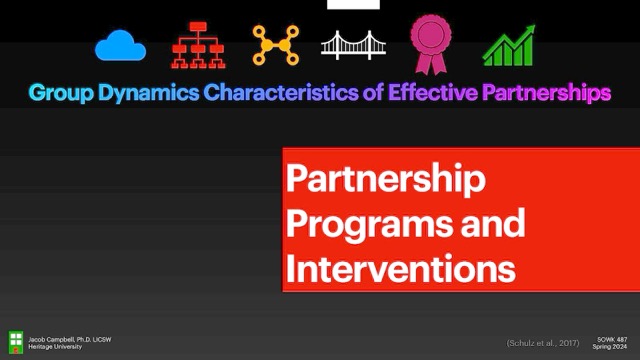 Group Dynamics Characteristics of Effective Partnerships
Partnership
Programs and
Interventions
Jacob Campbell, Ph.D. LICSW
Heritage University
(Schulz et al., 2017)
SOWK 487
Spring 2024